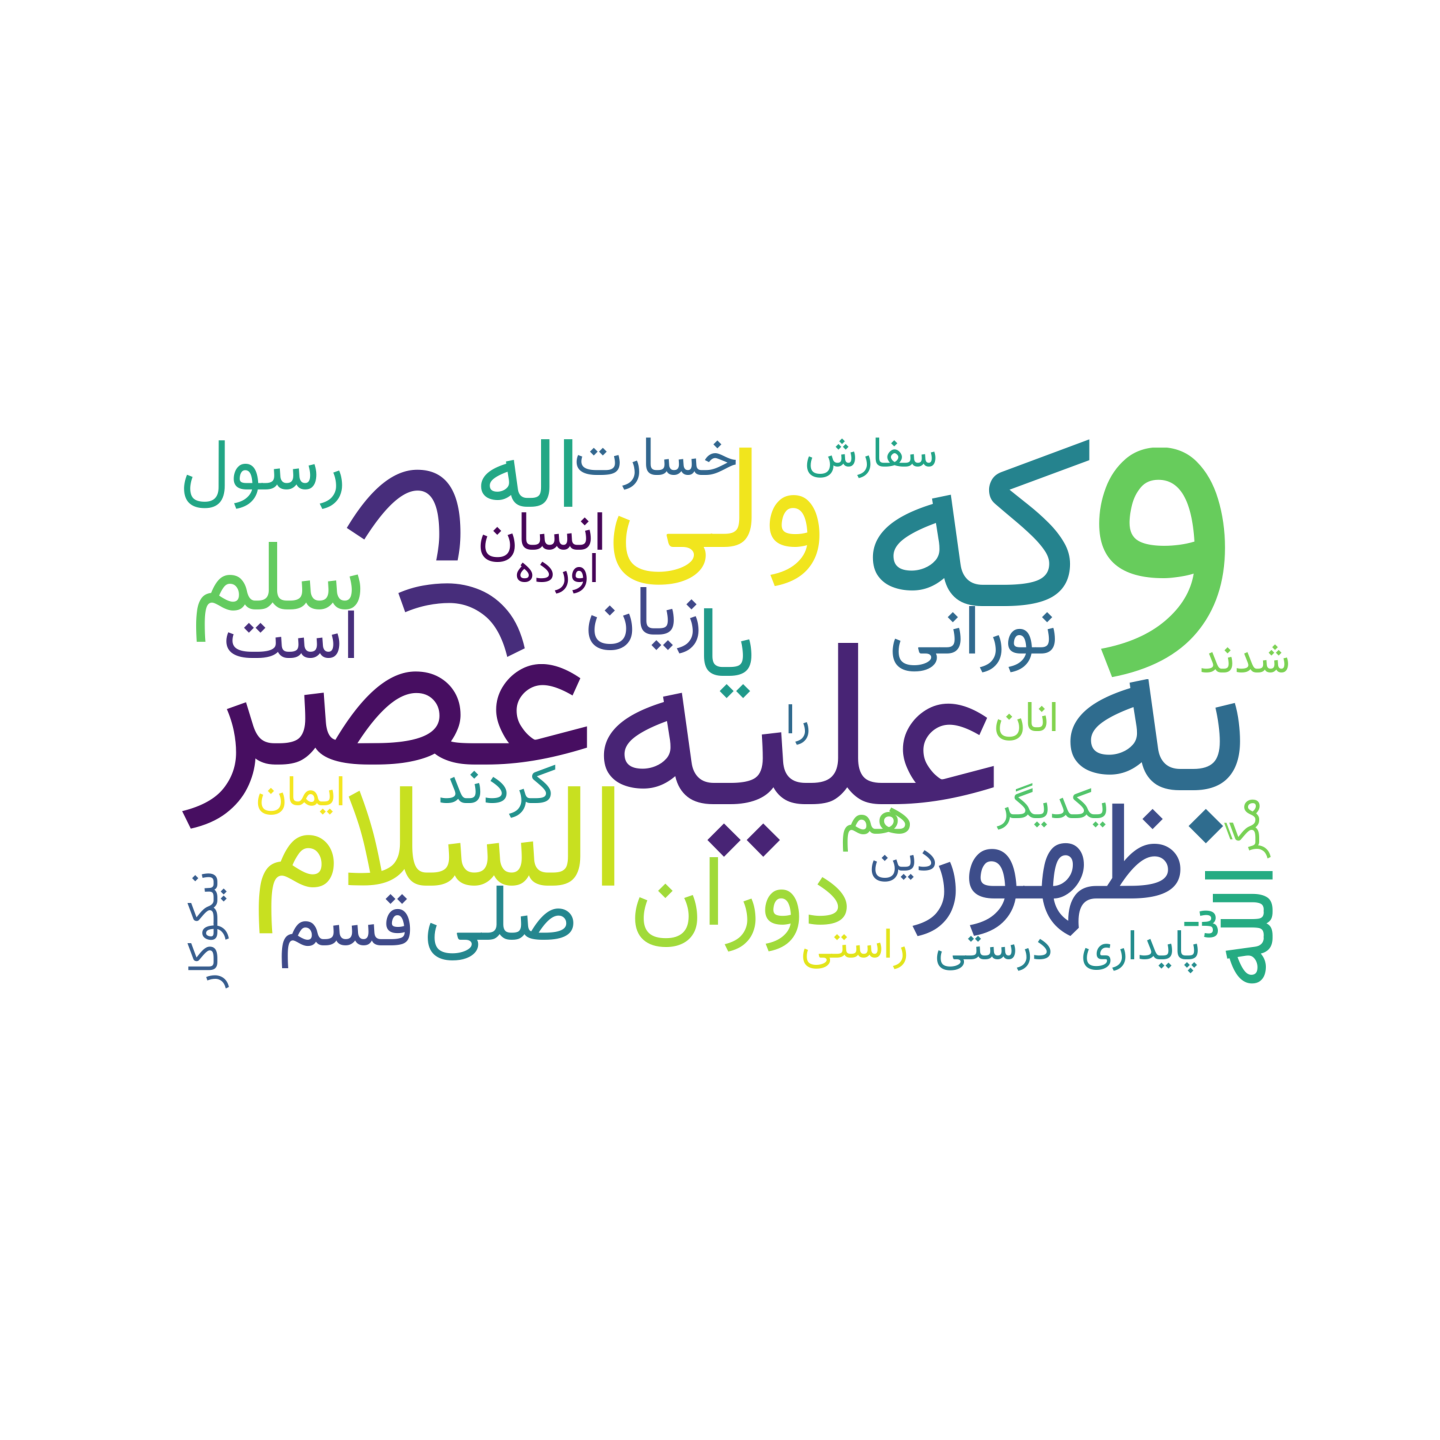 و
که
سفارش
ولی
خسارت
اله
رسول
انسان
اورده
سلم
است
زیان
یا
نورانی
شدند
به
انان
را
علیه
عصر
ایمان
کردند
السلام
هم
یکدیگر
مگر
ظهور
دین
دوران
صلی
قسم
نیکوکار
راستی
درستی
پایداری
الله